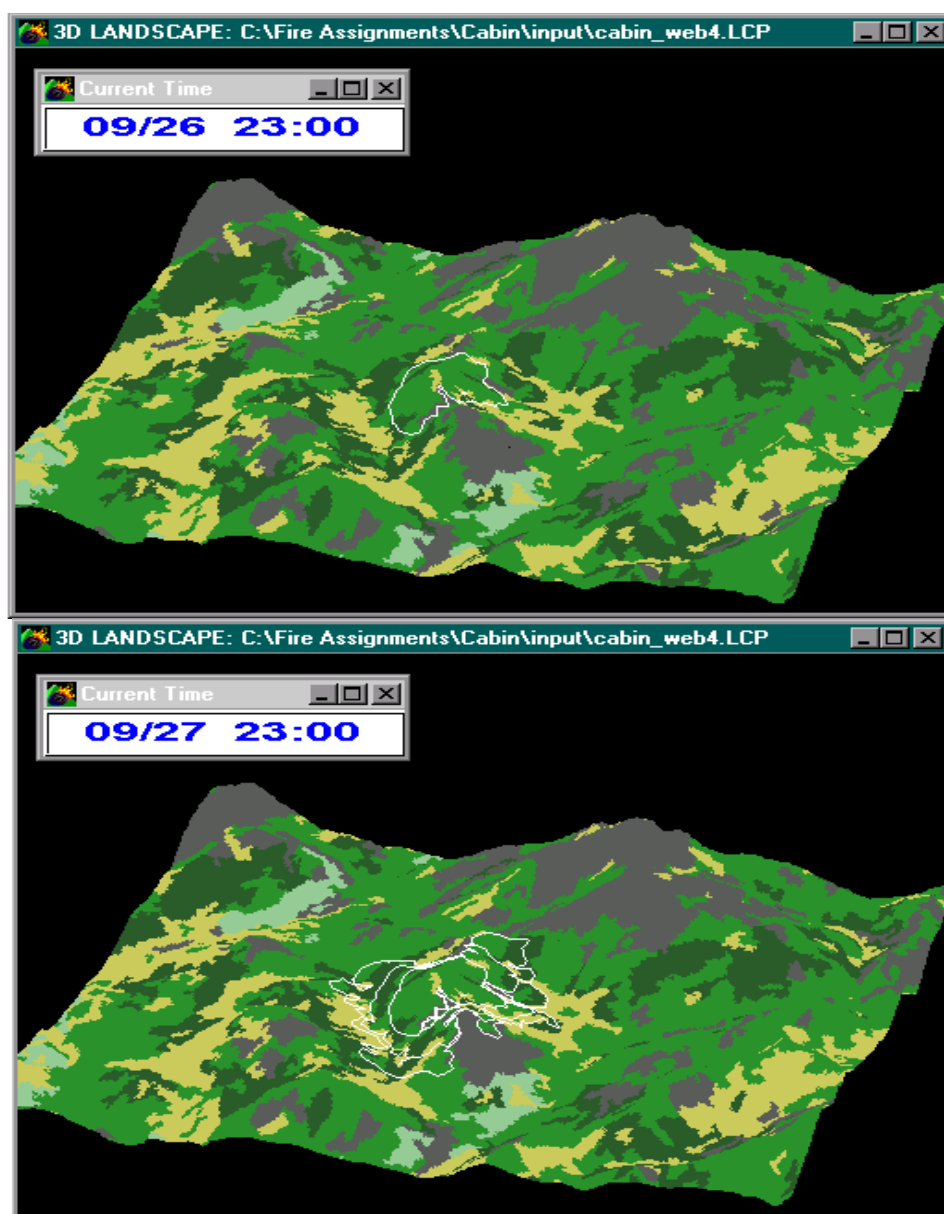 3D LANDSCAPE: C:\Fire Assignments\Cabin\input\cabin_web4.LCP
Current Time
09/26 23:00
3D LANDSCAPE: C:\Fire Assignments\Cabin\input\cabin_web4.LCP
Current Time
09/27 23:00